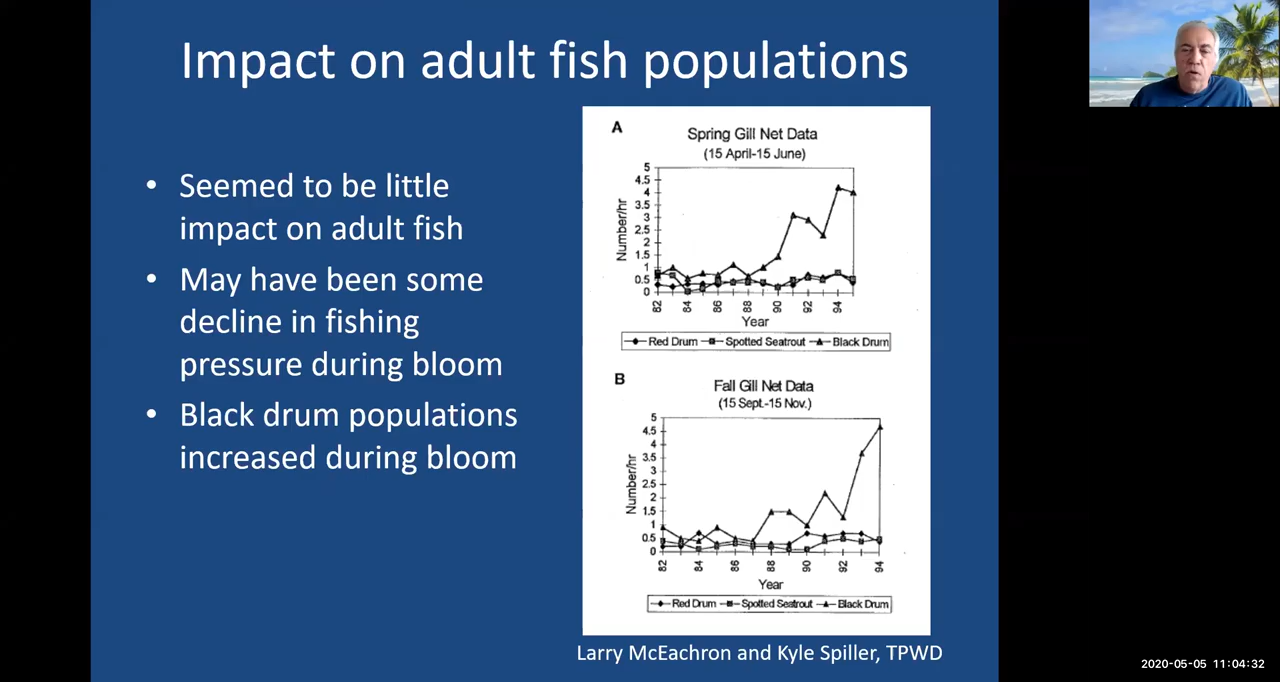 Impact on adult fish populations
• Seemed to be little
impact on adult fish
• May have been some
decline in fishing
pressure during bloom
• Black drum populations
increased during bloom
A
Spring Gill Net Data
(15 April-15 June)
Number/hr
5
4.5
4
3.5
3
2.5
2
1.5
1
0.5
0
82 84 86 88 90 92 94
Year
Red Drum Spotted Seatrout Black Drum
B
Fall Gill Net Data
(15 Sept.-15 Nov.)
Number/hr
5
4.5
4
3.5
3
2.5
2
1.5
1
0.5
0
82 84 86 88 90 92 94
Year
Red Drum Spotted Seatrout Black Drum
Larry McEachron and Kyle Spiller, TPWD
2020-05-05 11:04:32